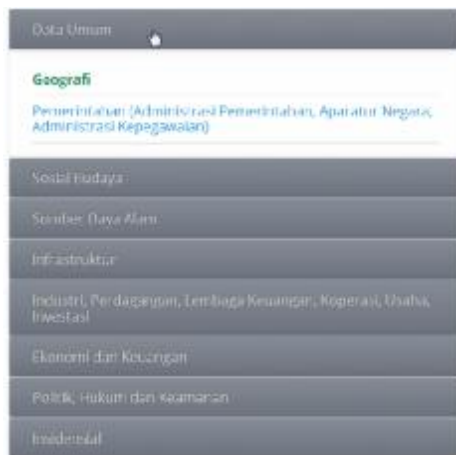 Data Umum
Geografi
Pemerintahan (Administrasi Pemerintahan, Aparatur Negara,
Administrasi Kepegawaian)
Sosial Budaya
Sumber Daya Alam
Infrastruktur
Industri, Perdagangan, Lembaga Keuangan, Koperasi, Usaha,
Investasi
Ekonomi dan Keuangan
Politik, Hukum dan Keamanan
Insidensial